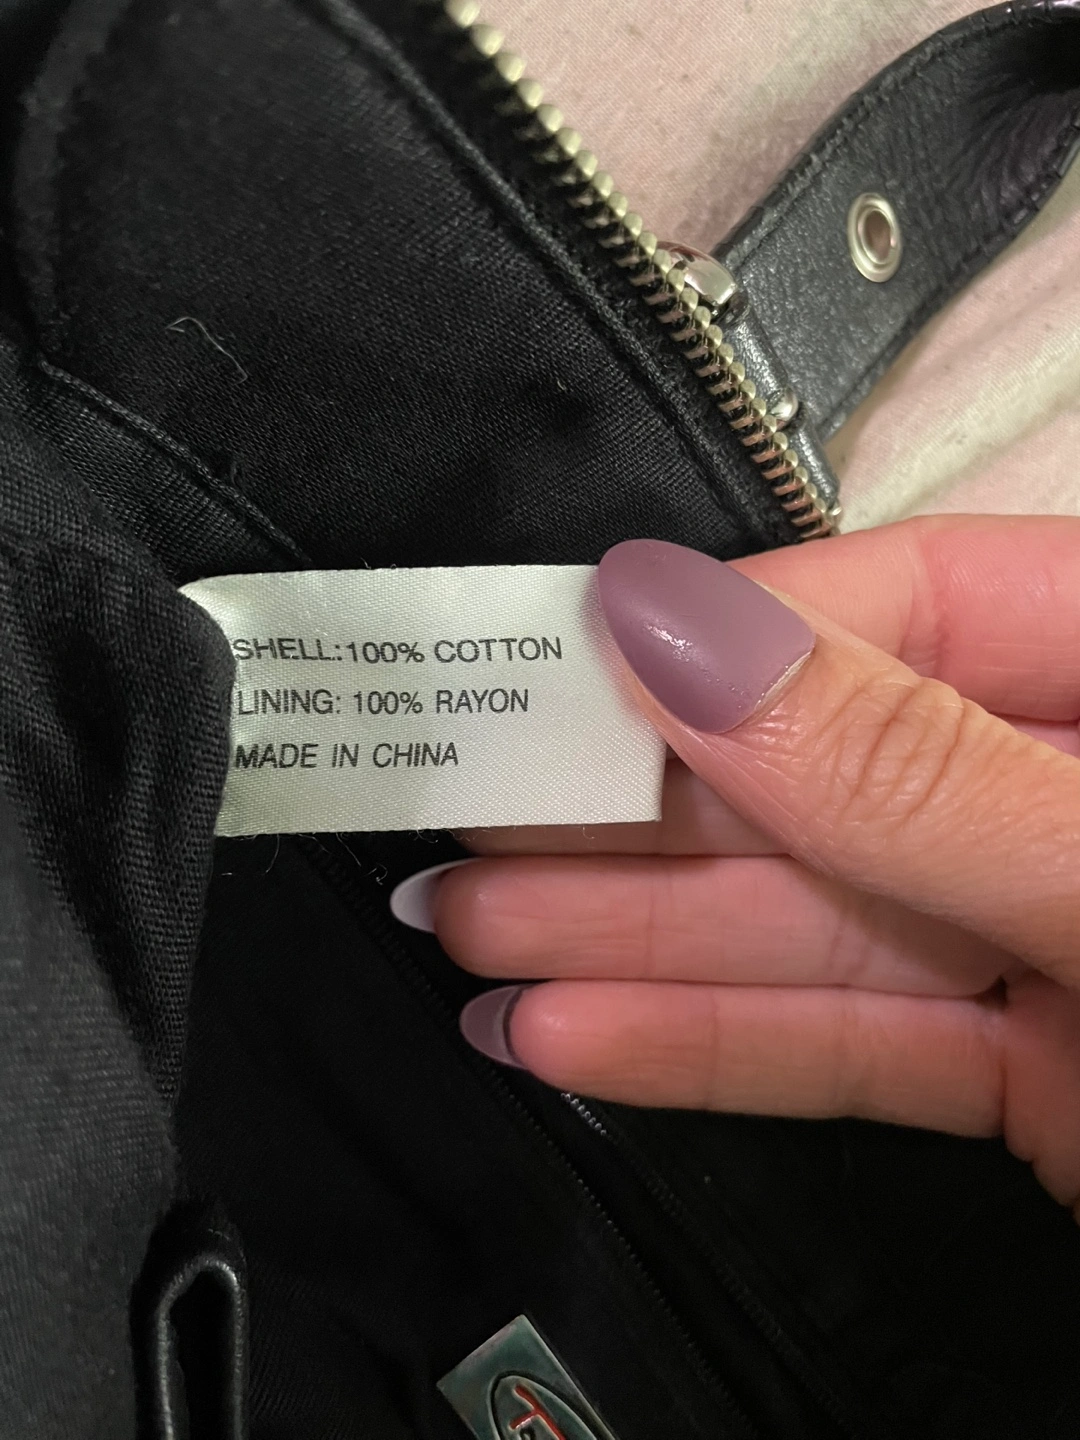 SHELL:100% COTTON
LINING: 100% RAYON
MADE IN CHINA